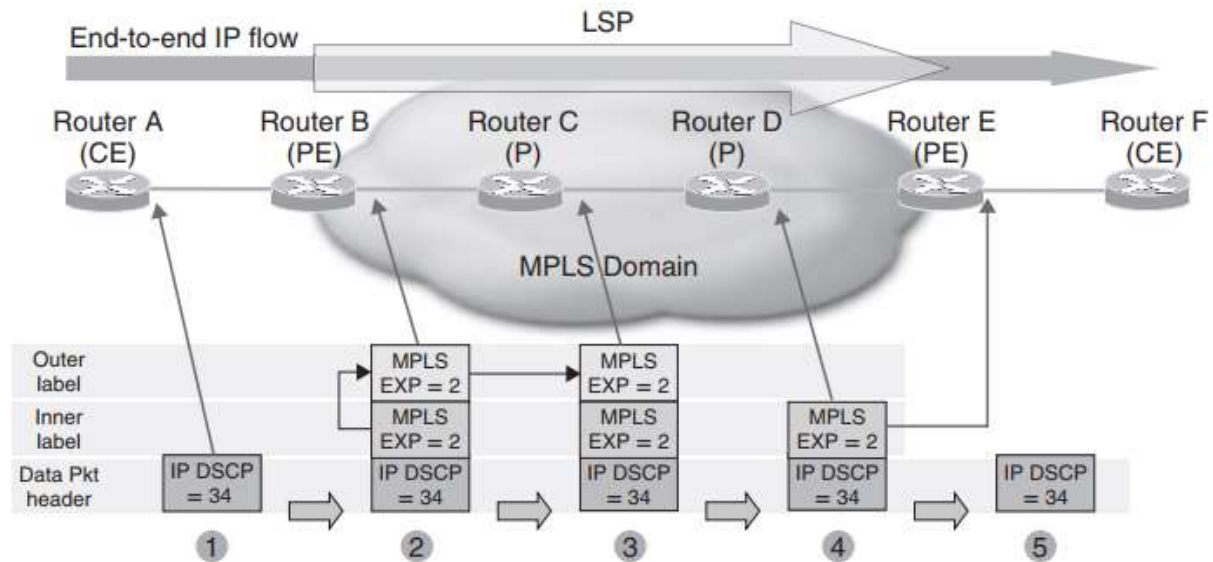 LSP
End-to-end IP flow
Router A
(CE)
Router B
(PE)
Router C
(P)
Router D
(P)
Router E
(PE)
Router F
(CE)
MPLS Domain
Outer
label
MPLS
EXP = 2
MPLS
EXP = 2
Inner
label
MPLS
EXP = 2
MPLS
EXP = 2
MPLS
EXP = 2
Data Pkt
header
IP DSCP
= 34
IP DSCP
= 34
IP DSCP
= 34
IP DSCP
= 34
IP DSCP
= 34
1
2
3
4
5